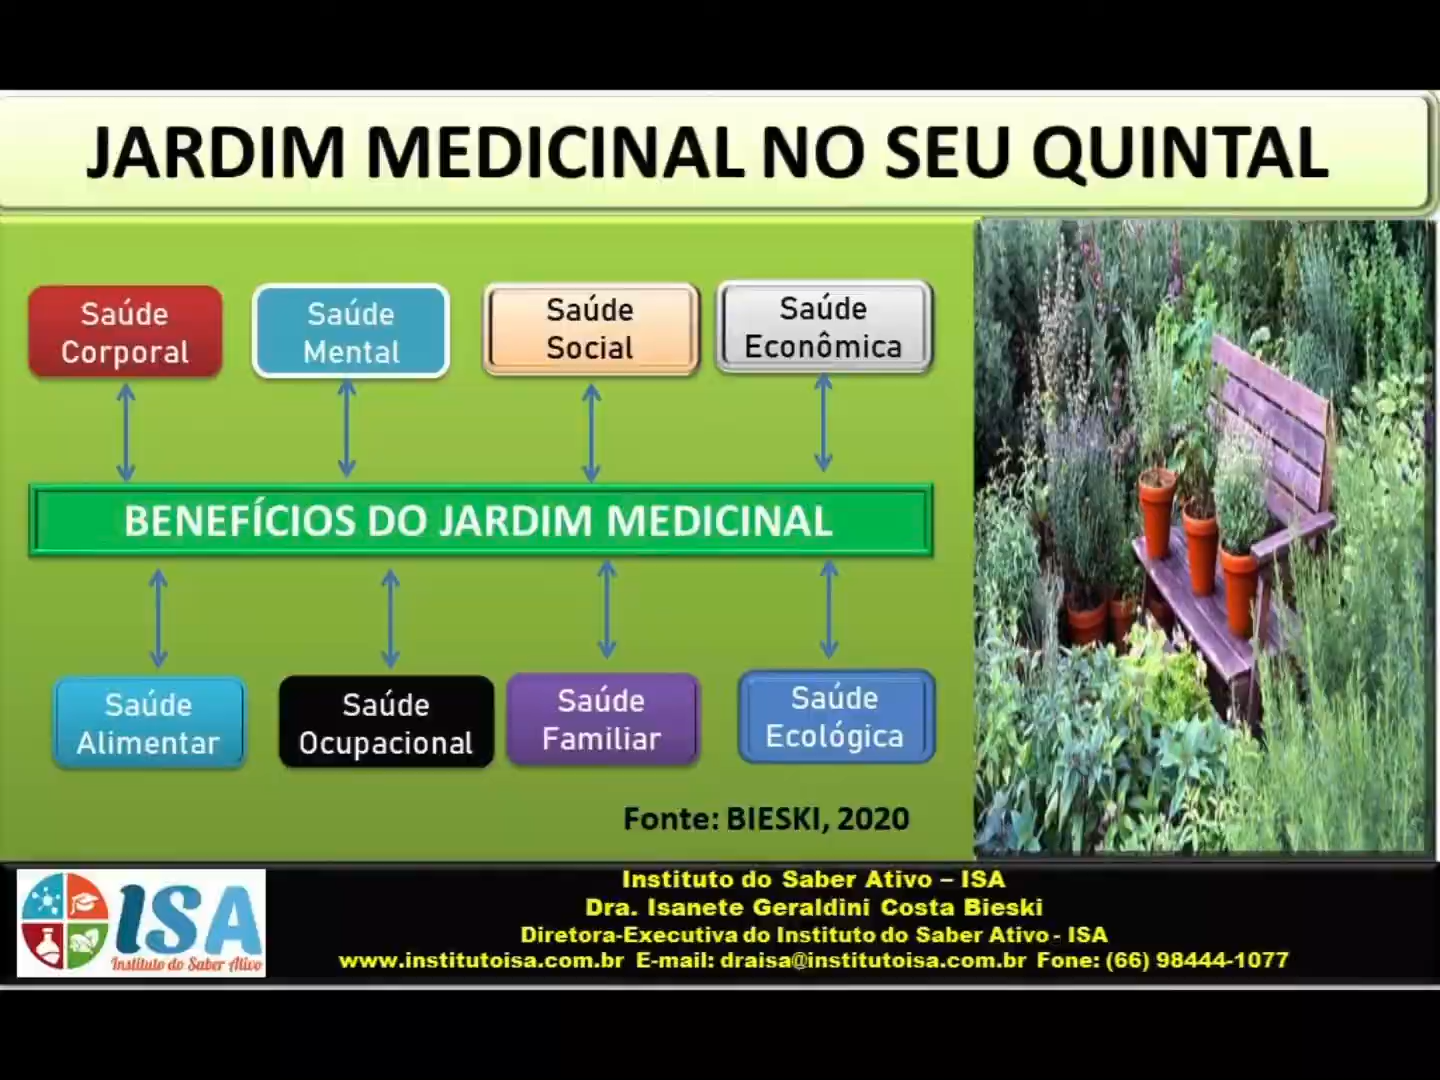 JARDIM MEDICINAL NO SEU QUINTAL
Saúde
Corporal
Saúde
Mental
Saúde
Social
Saúde
Econômica
BENEFÍCIOS DO JARDIM MEDICINAL
Saúde
Alimentar
Saúde
Ocupacional
Saúde
Familiar
Saúde
Ecológica
Fonte: BIESKI, 2020
ISA
Instituto do Saber Ativo
Instituto do Saber Ativo – ISA
Dra. Isanete Geraldini Costa Bieski
Diretora-Executiva do Instituto do Saber Ativo - ISA
www.institutoisa.com.br E-mail: draisa@institutoisa.com.br Fone: (66) 98444-1077